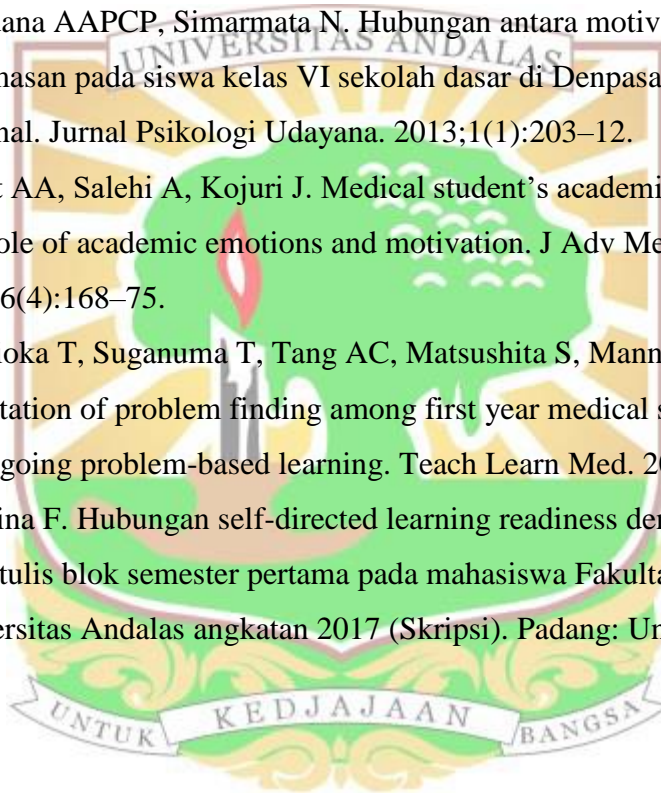 ana AAPCP, Simarmata N. Hubungan antara motiv
UNIVERSITAS ANDALAS
nasan pada siswa kelas VI sekolah dasar di Denpasa
nal. Jurnal Psikologi Udayana. 2013;1(1):203–12.
t AA, Salehi A, Kojuri J. Medical student’s academi
ole of academic emotions and motivation. J Adv Me
6(4):168–75.
oka T, Suganuma T, Tang AC, Matsushita S, Mann
tation of problem finding among first year medical s
going problem-based learning. Teach Learn Med. 20
ina F. Hubungan self-directed learning readiness den
tulis blok semester pertama pada mahasiswa Fakulta
ersitas Andalas angkatan 2017 (Skripsi). Padang: Un
UNTUK KEDJAJAAN BANGSA